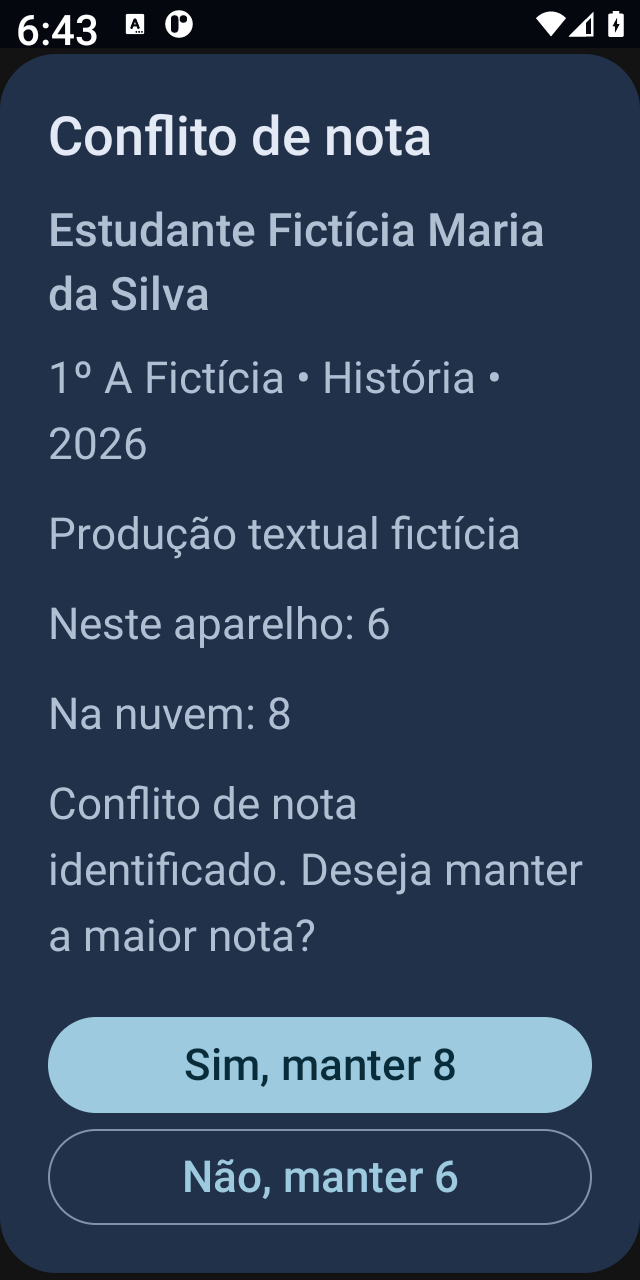 6:43
Conflito de nota
Estudante Fictícia Maria
da Silva
1º A Fictícia • História •
2026
Produção textual fictícia
Neste aparelho: 6
Na nuvem: 8
Conflito de nota
identificado. Deseja manter
a maior nota?
Sim, manter 8
Não, manter 6